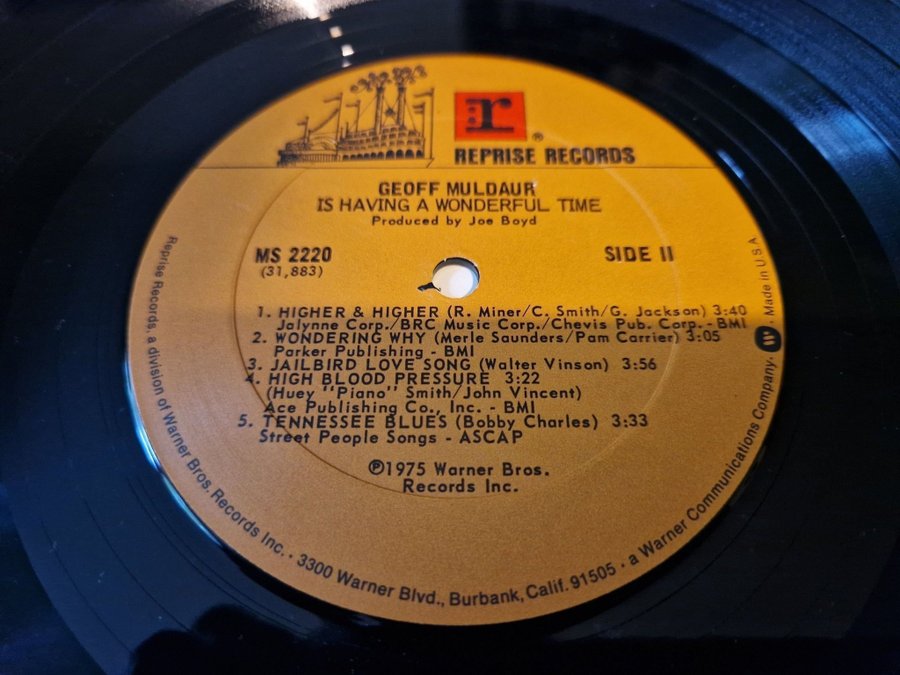 r
®
REPRISE RECORDS
GEOFF MULDAUR
IS HAVING A WONDERFUL TIME
Produced by Joe Boyd
MS 2220 SIDE II
(31,883)
1. HIGHER & HIGHER (R. Miner/C. Smith/G. Jackson) 3:40
Jalynne Corp./BRC Music Corp./Chevis Pub. Corp. - BMI
2. WONDERING WHY (Merle Saunders/Pam Carrier) 3:05
Parker Publishing - BMI
3. JAILBIRD LOVE SONG (Walter Vinson) 3:56
4. HIGH BLOOD PRESSURE 3:22
(Huey "Piano" Smith/John Vincent)
Ace Publishing Co., Inc. - BMI
5. TENNESSEE BLUES (Bobby Charles) 3:33
Street People Songs - ASCAP
℗1975 Warner Bros.
Records Inc.
Reprise Records, a division of Warner Bros. Records Inc. · 3300 Warner Blvd., Burbank, Calif. 91505 · a Warner Communications Company. W Made in U.S.A